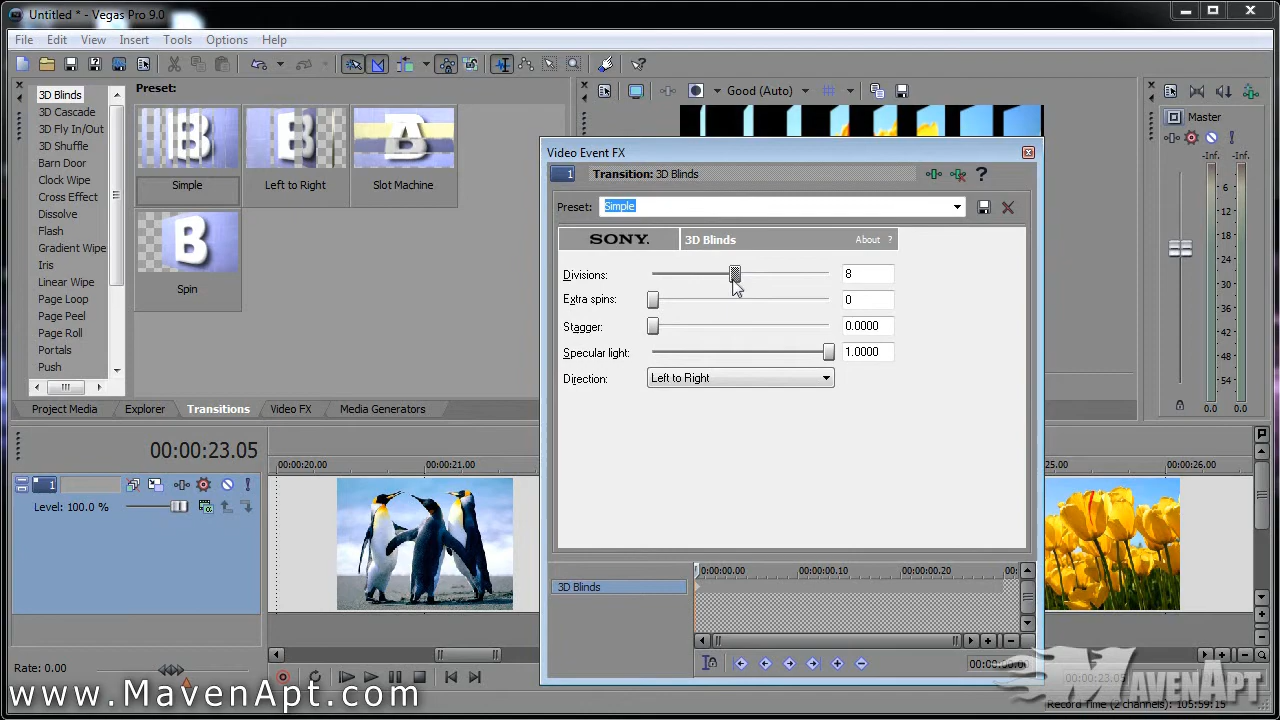 Untitled * - Vegas Pro 9.0
File Edit View Insert Tools Options Help
Good (Auto)
3D Blinds
3D Cascade
3D Fly In/Out
3D Shuffle
Barn Door
Clock Wipe
Cross Effect
Dissolve
Flash
Gradient Wipe
Iris
Linear Wipe
Page Loop
Page Peel
Page Roll
Portals
Push
Preset:
B E A
Simple Left to Right Slot Machine
B
Spin
Project Media Explorer Transitions Video FX Media Generators
Video Event FX
1 Transition: 3D Blinds ?
Preset: Simple
SONY. 3D Blinds About ?
Divisions: 8
Extra spins: 0
Stagger: 0.0000
Specular light: 1.0000
Direction: Left to Right
3D Blinds
00:00:00.00 00:00:00.10 00:00:00.20 00:
00:00:00.00
Master
-Inf. -Inf.
6
12
18
24
30
36
42
48
54
0.0 0.0
00:00:23.05
00:00:20.00 00:00:21.00 25.00 00:00:26.00
1
Level: 100.0 %
Rate: 0.00
00:00:23.05
Record Time (2 channels): 105:59:15
www.MavenApt.com
MAVENAPT